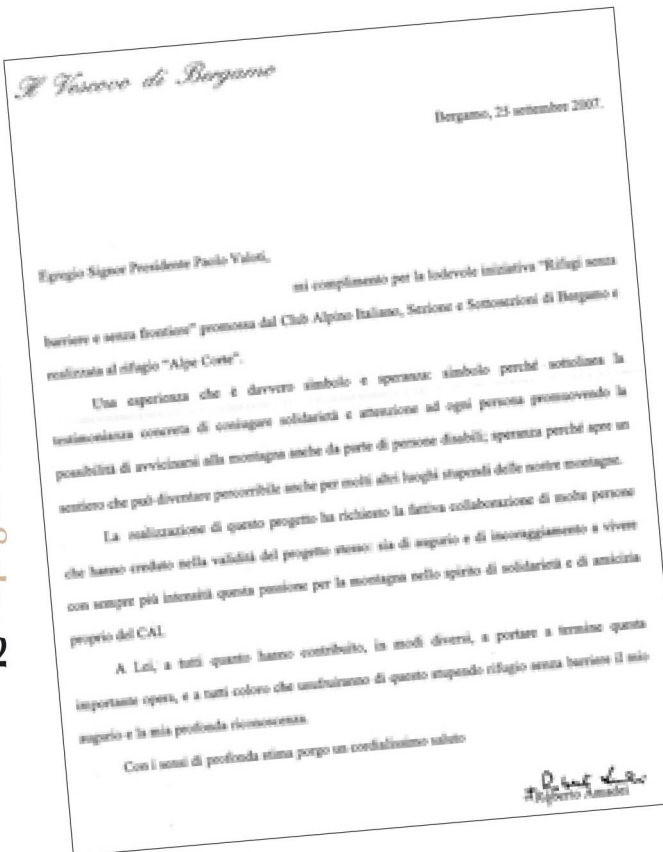 Il Vescovo di Bergamo
Bergamo, 25 settembre 2007.
Egregio Signor Presidente Paolo Valoti,
mi complimento per la lodevole iniziativa "Rifugi senza
barriere e senza frontiere" promossa dal Club Alpino Italiano, Sezione e Sottosezioni di Bergamo e
realizzata al rifugio "Alpe Corte".
Una esperienza che è davvero simbolo e speranza: simbolo perché sottolinea la
testimonianza concreta di coniugare solidarietà e attenzione ad ogni persona promuovendo la
possibilità di avvicinarsi alla montagna anche da parte di persone disabili; speranza perché apre un
sentiero che può diventare percorribile anche per molti altri luoghi stupendi delle nostre montagne.
La realizzazione di questo progetto ha richiesto la fattiva collaborazione di molte persone
che hanno creduto nella validità del progetto stesso: sia di augurio e di incoraggiamento a vivere
con sempre più intensità questa passione per la montagna nello spirito di solidarietà e di amicizia
proprio del CAI.
A Lei, a tutti quanto hanno contribuito, in modi diversi, a portare a termine questa
importante opera, e a tutti coloro che usufruiranno di questo stupendo rifugio senza barriere il mio
augurio e la mia profonda riconoscenza.
Con i sensi di profonda stima porgo un cordialissimo saluto
Roberto Amadei
2